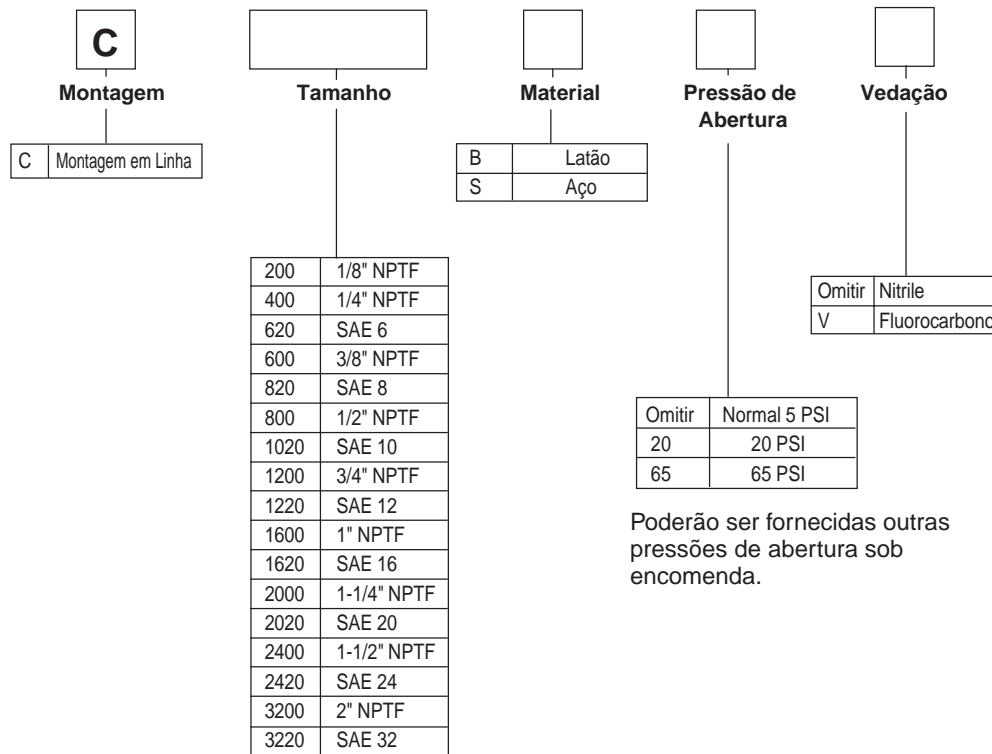 C
Montagem
Tamanho
Material
Pressão de
Abertura
Vedação
C Montagem em Linha
B Latão
S Aço
200 1/8" NPTF
400 1/4" NPTF
620 SAE 6
600 3/8" NPTF
820 SAE 8
800 1/2" NPTF
1020 SAE 10
1200 3/4" NPTF
1220 SAE 12
1600 1" NPTF
1620 SAE 16
2000 1-1/4" NPTF
2020 SAE 20
2400 1-1/2" NPTF
2420 SAE 24
3200 2" NPTF
3220 SAE 32
Omitir Normal 5 PSI
20 20 PSI
65 65 PSI
Poderão ser fornecidas outras
pressões de abertura sob
encomenda.
Omitir Nitrile
V Fluorocarbono